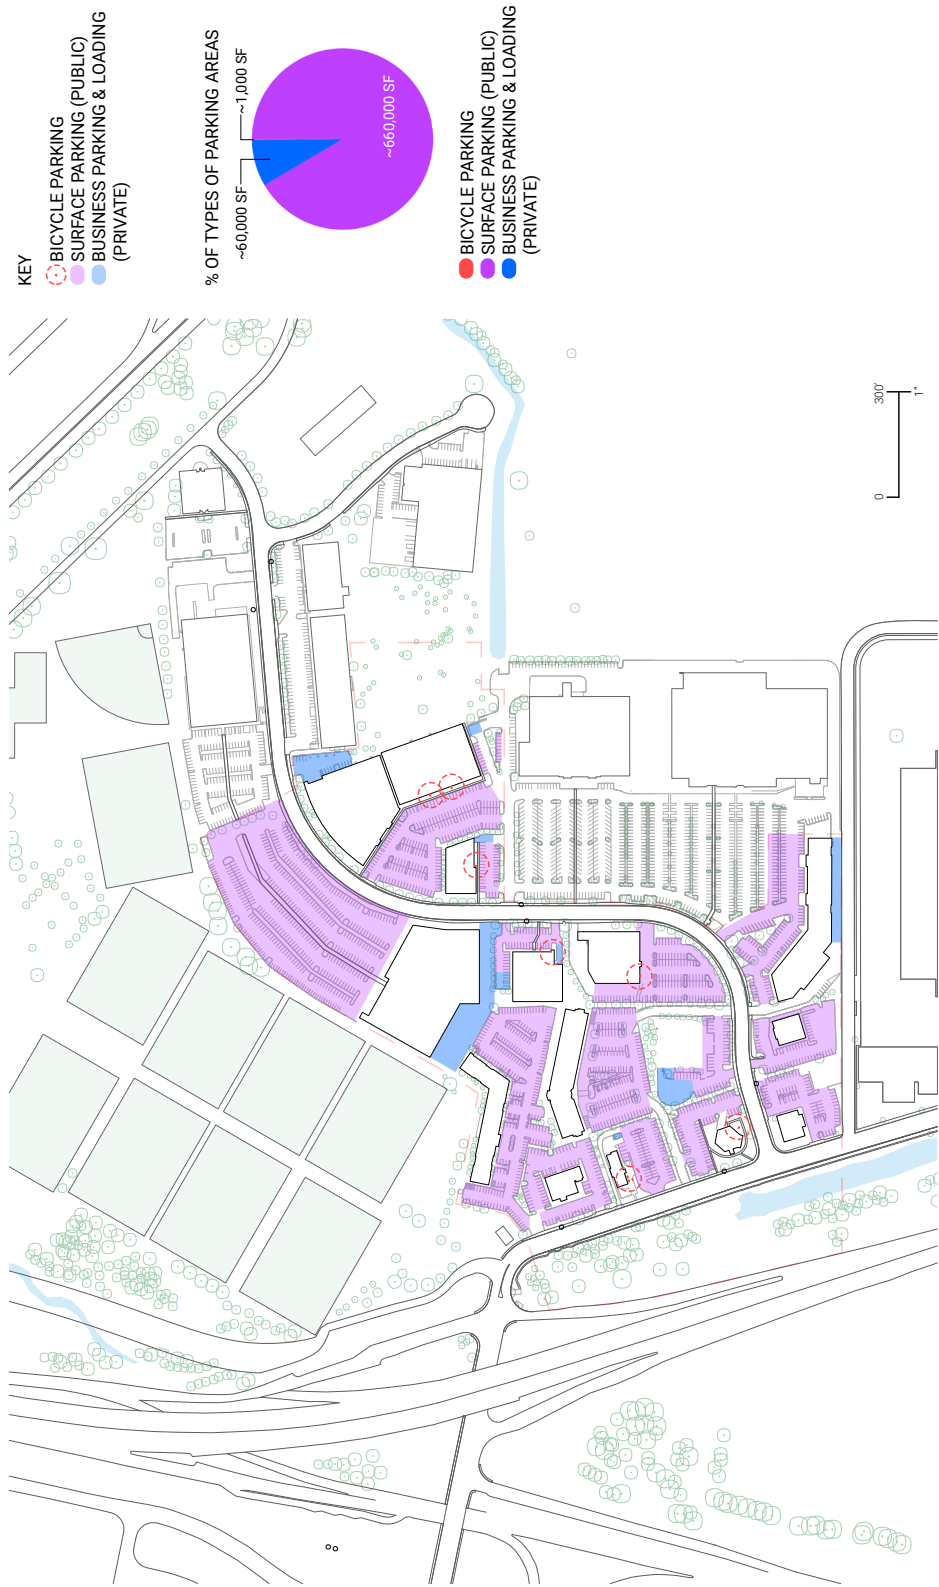 KEY
BICYCLE PARKING
SURFACE PARKING (PUBLIC)
BUSINESS PARKING & LOADING
(PRIVATE)
% OF TYPES OF PARKING AREAS
~60,000 SF
~1,000 SF
~660,000 SF
BICYCLE PARKING
SURFACE PARKING (PUBLIC)
BUSINESS PARKING & LOADING
(PRIVATE)
0
300'
1"